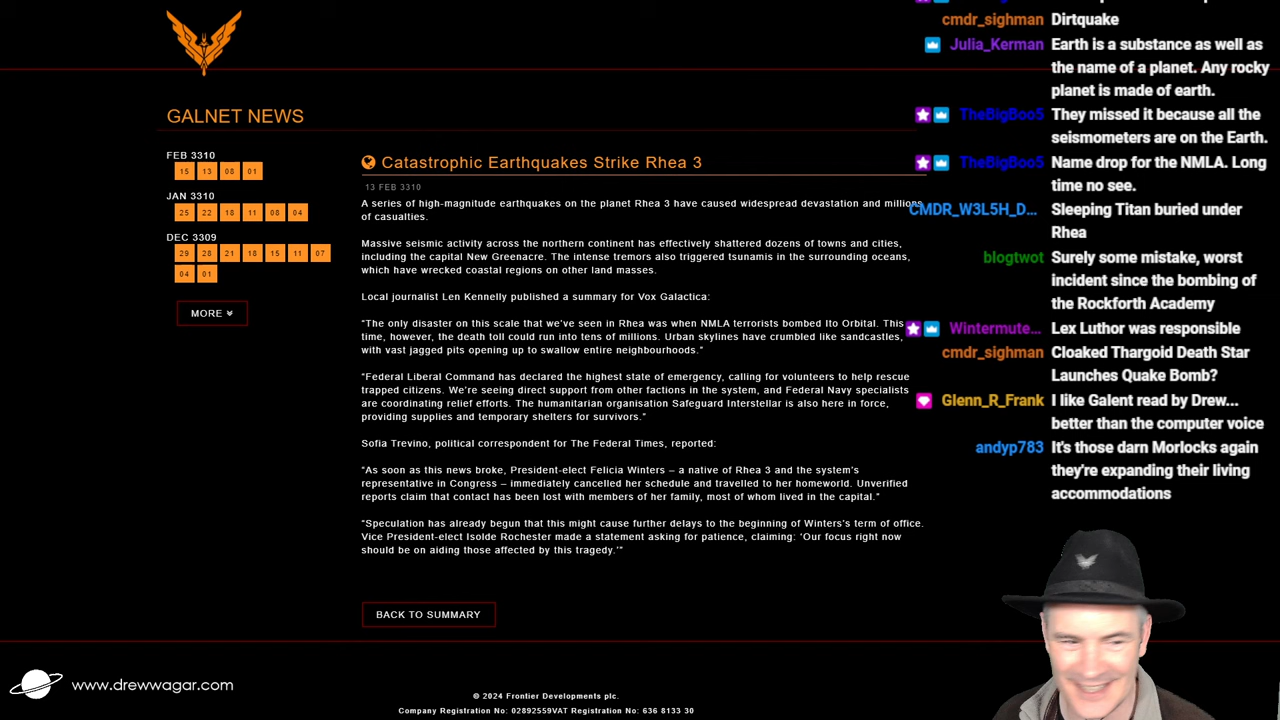 GALNET NEWS
FEB 3310
15 13 08 01
JAN 3310
25 22 18 11 08 04
DEC 3309
29 28 21 18 15 11 07
04 01
MORE
Catastrophic Earthquakes Strike Rhea 3
13 FEB 3310
A series of high-magnitude earthquakes on the planet Rhea 3 have caused widespread devastation and millions
of casualties.
Massive seismic activity across the northern continent has effectively shattered dozens of towns and cities,
including the capital New Greenacre. The intense tremors also triggered tsunamis in the surrounding oceans,
which have wrecked coastal regions on other land masses.
Local journalist Len Kennelly published a summary for Vox Galactica:
“The only disaster on this scale that we’ve seen in Rhea was when NMLA terrorists bombed Ito Orbital. This
time, however, the death toll could run into tens of millions. Urban skylines have crumbled like sandcastles,
with vast jagged pits opening up to swallow entire neighbourhoods.”
“Federal Liberal Command has declared the highest state of emergency, calling for volunteers to help rescue
trapped citizens. We’re seeing direct support from other factions in the system, and Federal Navy specialists
are coordinating relief efforts. The humanitarian organisation Safeguard Interstellar is also here in force,
providing supplies and temporary shelters for survivors.”
Sofia Trevino, political correspondent for The Federal Times, reported:
“As soon as this news broke, President-elect Felicia Winters – a native of Rhea 3 and the system’s
representative in Congress – immediately cancelled her schedule and travelled to her homeworld. Unverified
reports claim that contact has been lost with members of her family, most of whom lived in the capital.”
“Speculation has already begun that this might cause further delays to the beginning of Winters’s term of office.
Vice President-elect Isolde Rochester made a statement asking for patience, claiming: ‘Our focus right now
should be on aiding those affected by this tragedy.’”
BACK TO SUMMARY
cmdr_sighman Dirtquake
Julia_Kerman Earth is a substance as well as
the name of a planet. Any rocky
planet is made of earth.
TheBigBoo5 They missed it because all the
seismometers are on the Earth.
TheBigBoo5 Name drop for the NMLA. Long
time no see.
CMDR_W3L5H_D... Sleeping Titan buried under
Rhea
blogtwot Surely some mistake, worst
incident since the bombing of
the Rockforth Academy
Wintermute... Lex Luthor was responsible
cmdr_sighman Cloaked Thargoid Death Star
Launches Quake Bomb?
Glenn_R_Frank I like Galent read by Drew...
better than the computer voice
andyp783 It's those darn Morlocks again
they're expanding their living
accommodations
www.drewwagar.com
© 2024 Frontier Developments plc.
Company Registration No: 02892559VAT Registration No: 636 8133 30